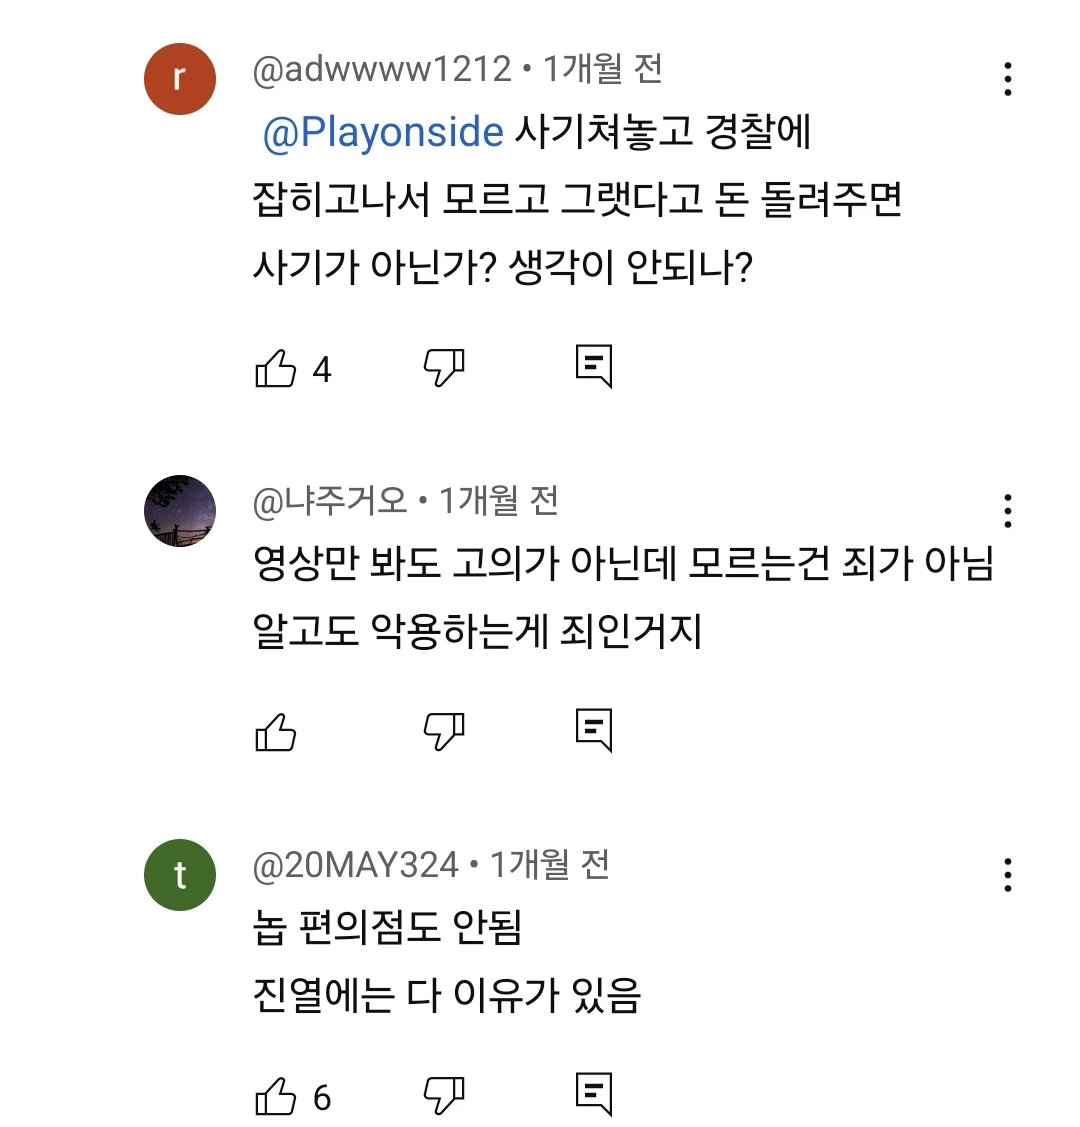 r
@adwwww1212 • 1개월 전
@Playonside 사기쳐놓고 경찰에
잡히고나서 모르고 그랫다고 돈 돌려주면
사기가 아닌가? 생각이 안되나?
4
@냐주거오 • 1개월 전
영상만 봐도 고의가 아닌데 모르는건 죄가 아님
알고도 악용하는게 죄인거지
t
@20MAY324 • 1개월 전
놉 편의점도 안됨
진열에는 다 이유가 있음
6